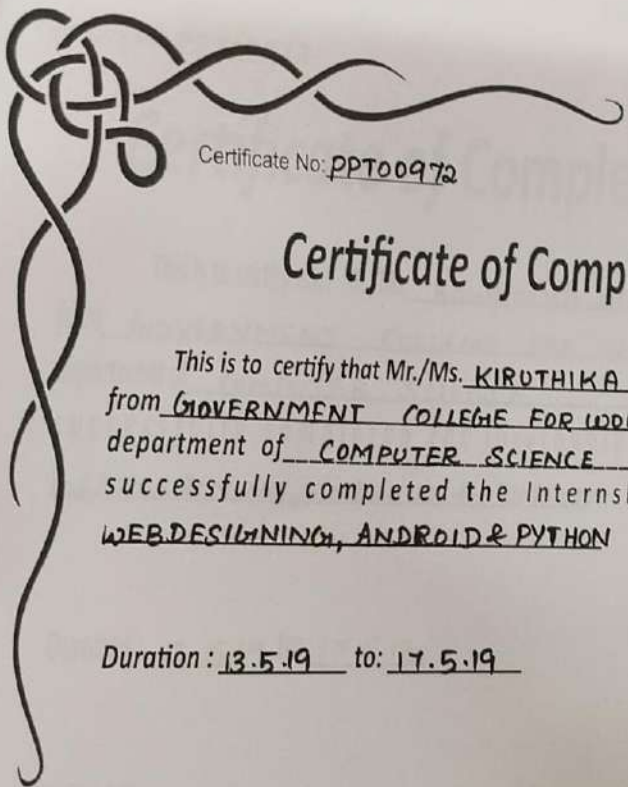 Certificate No: PPT00972
Certificate of Comp
This is to certify that Mr./Ms. KIRUTHIKA
from GOVERNMENT COLLEGE FOR WO
department of COMPUTER SCIENCE
successfully completed the Interns
WEB DESIGNING, ANDROID & PYTHON
Duration : 13.5.19 to: 17.5.19